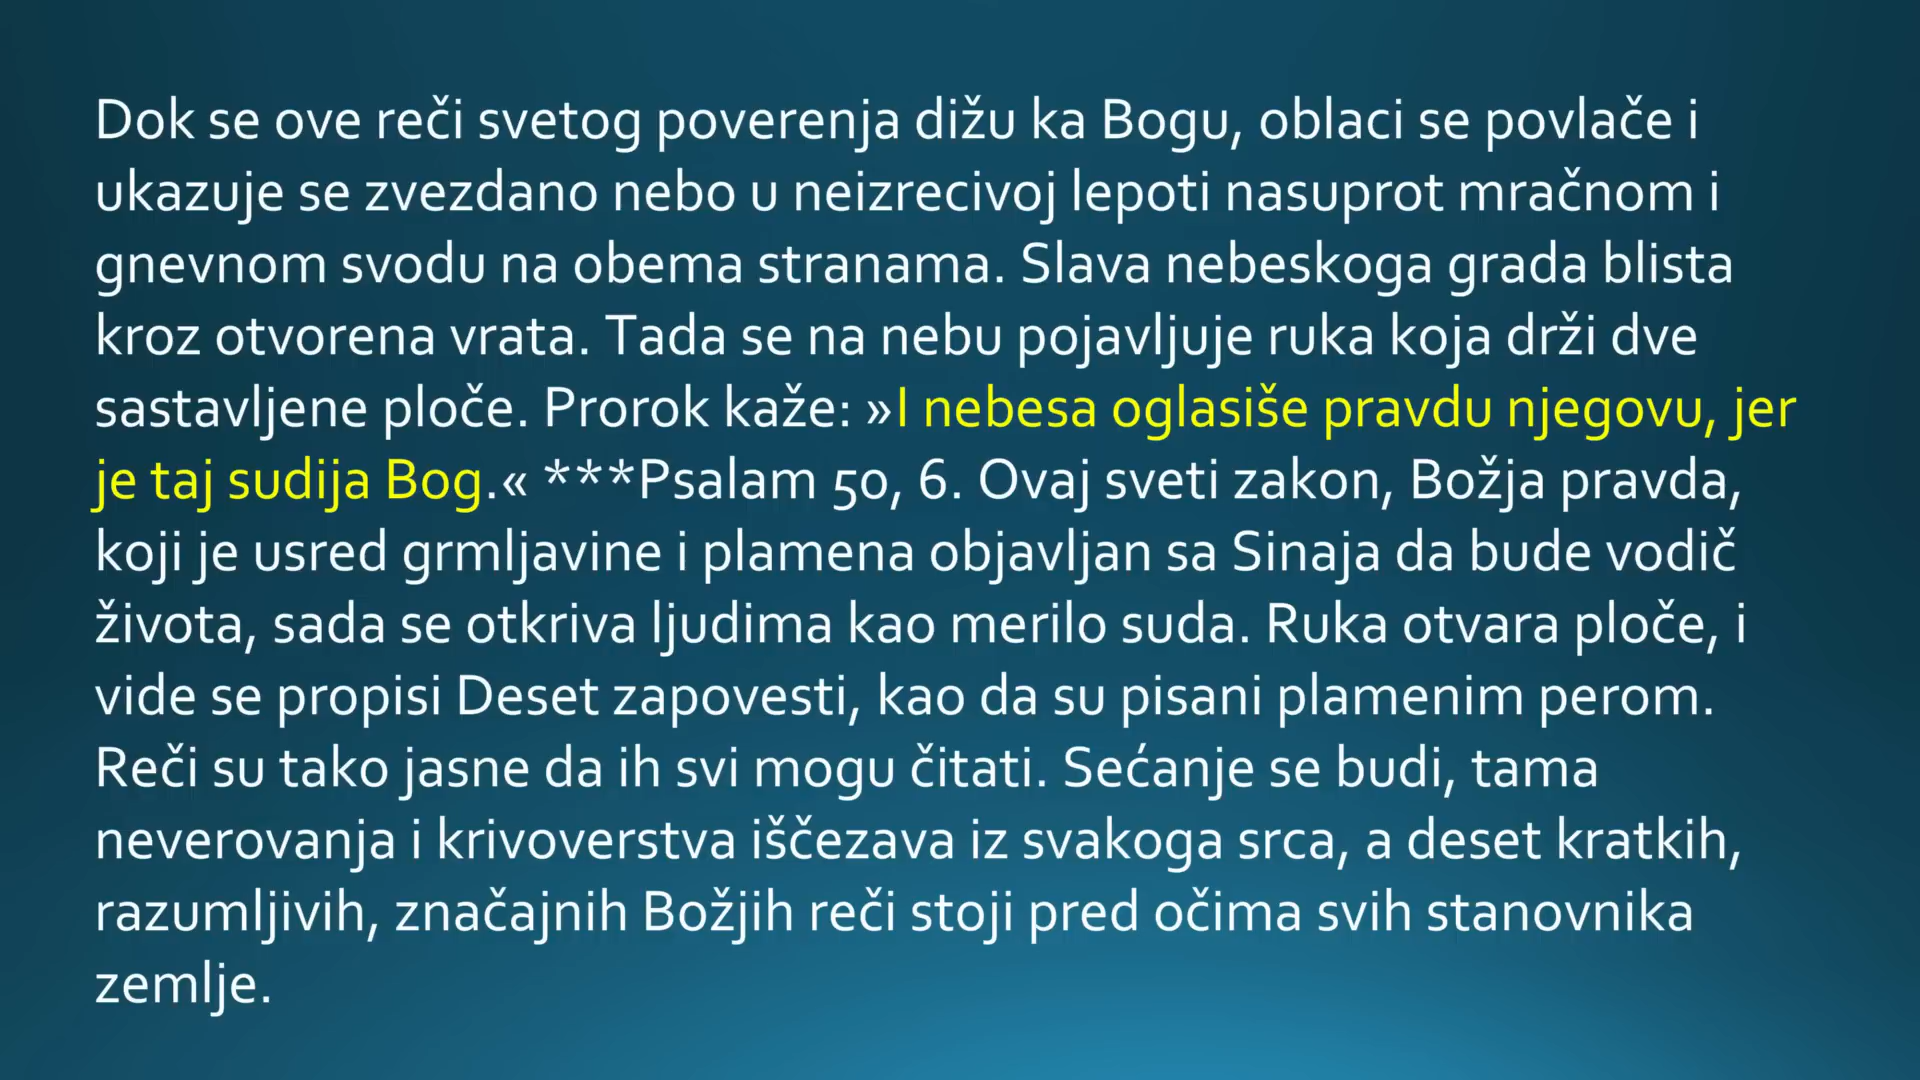 Dok se ove reči svetog poverenja dižu ka Bogu, oblaci se povlače i
ukazuje se zvezdano nebo u neizrecivoj lepoti nasuprot mračnom i
gnevnom svodu na obema stranama. Slava nebeskoga grada blista
kroz otvorena vrata. Tada se na nebu pojavljuje ruka koja drži dve
sastavljene ploče. Prorok kaže: »I nebesa oglasiše pravdu njegovu, jer
je taj sudija Bog.« ***Psalam 50, 6. Ovaj sveti zakon, Božja pravda,
koji je usred grmljavine i plamena objavljan sa Sinaja da bude vodič
života, sada se otkriva ljudima kao merilo suda. Ruka otvara ploče, i
vide se propisi Deset zapovesti, kao da su pisani plamenim perom.
Reči su tako jasne da ih svi mogu čitati. Sećanje se budi, tama
neverovanja i krivoverstva iščezava iz svakoga srca, a deset kratkih,
razumljivih, značajnih Božjih reči stoji pred očima svih stanovnika
zemlje.